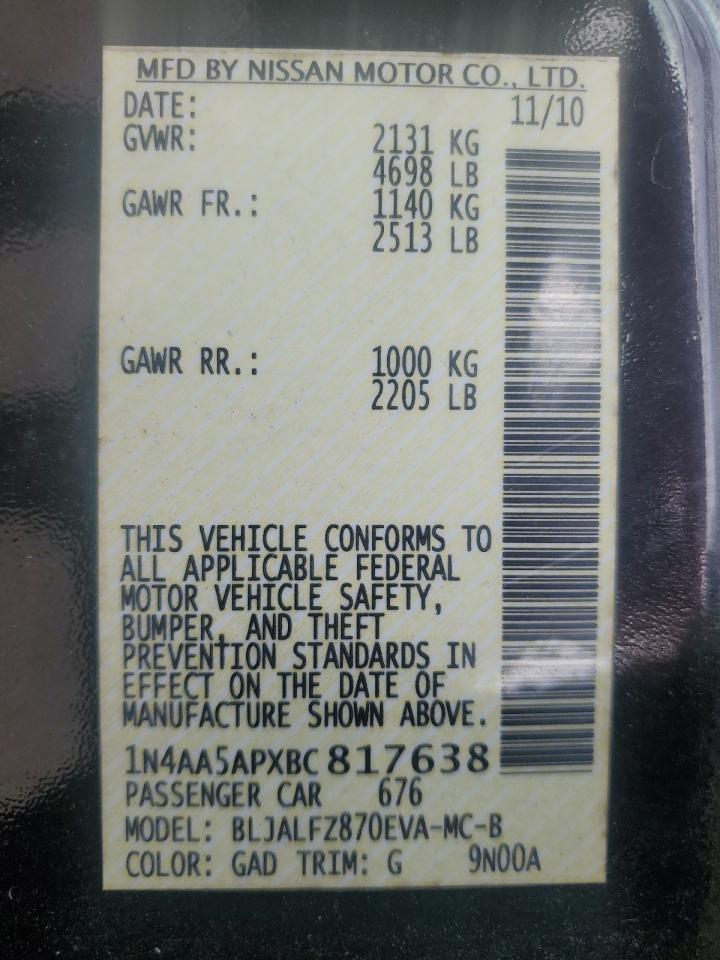 MFD BY NISSAN MOTOR CO., LTD.
DATE: 11/10
GVWR: 2131 KG
4698 LB
GAWR FR.: 1140 KG
2513 LB
GAWR RR.: 1000 KG
2205 LB
THIS VEHICLE CONFORMS TO
ALL APPLICABLE FEDERAL
MOTOR VEHICLE SAFETY,
BUMPER, AND THEFT
PREVENTION STANDARDS IN
EFFECT ON THE DATE OF
MANUFACTURE SHOWN ABOVE.
1N4AA5APXBC817638
PASSENGER CAR 676
MODEL: BLJALFZ870EVA-MC-B
COLOR: GAD TRIM: G 9N00A